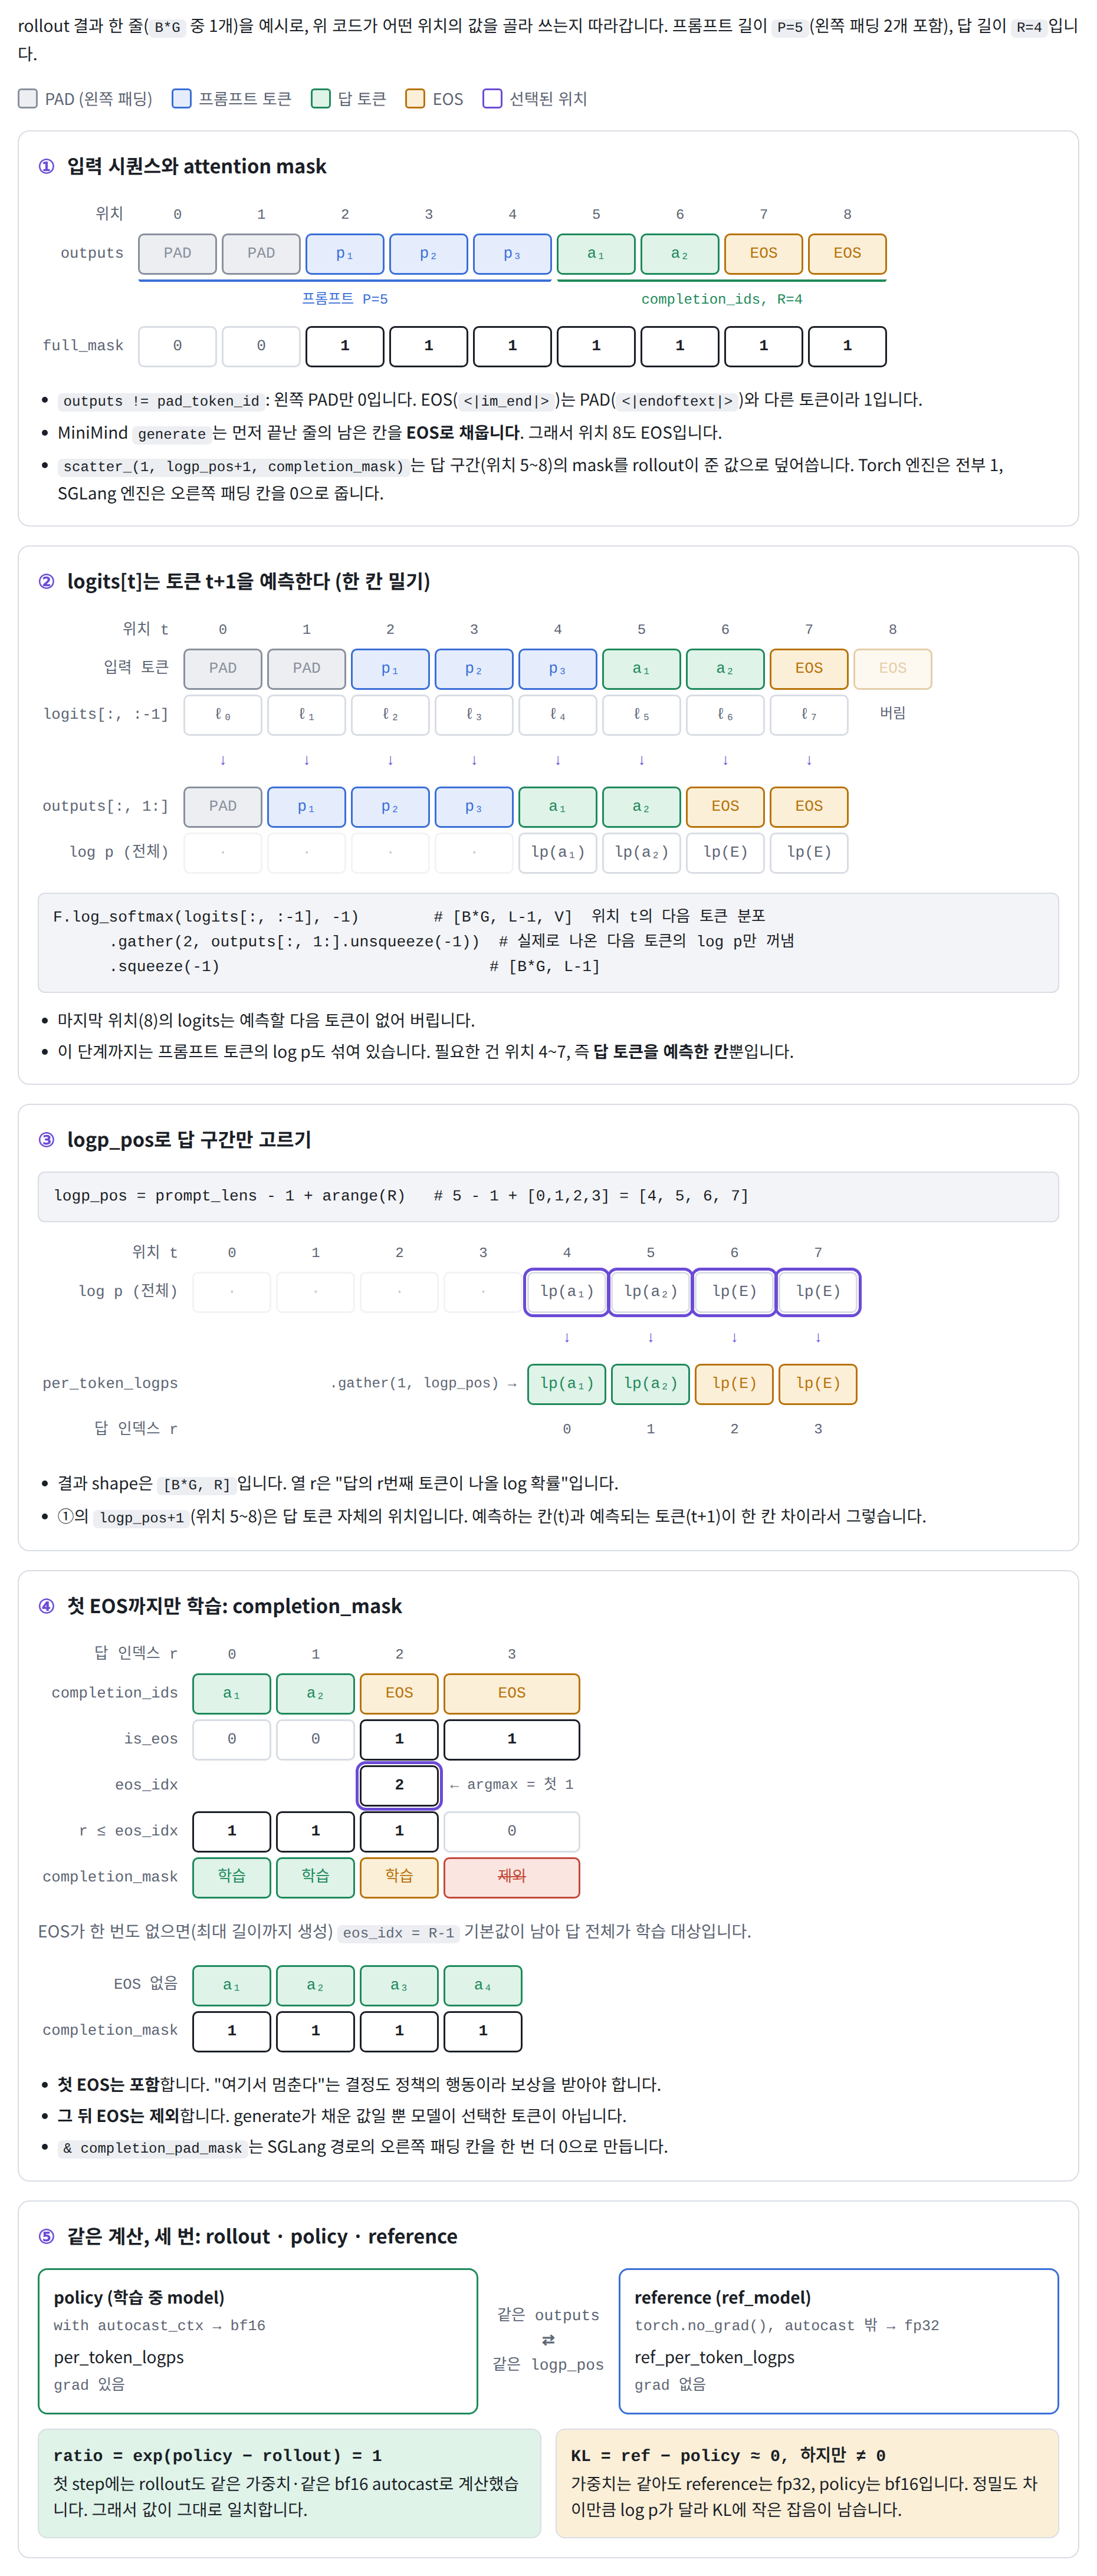 rollout 결과 한 줄( B*G 중 1개)을 예시로, 위 코드가 어떤 위치의 값을 골라 쓰는지 따라갑니다. 프롬프트 길이 P=5 (왼쪽 패딩 2개 포함), 답 길이 R=4 입니
다.
PAD (왼쪽 패딩) 프롬프트 토큰 답 토큰 EOS 선택된 위치
① 입력 시퀀스와 attention mask
위치 0 1 2 3 4 5 6 7 8
outputs PAD PAD p₁ p₂ p₃ a₁ a₂ EOS EOS
프롬프트 P=5 completion_ids, R=4
full_mask 0 0 1 1 1 1 1 1 1
• outputs != pad_token_id : 왼쪽 PAD만 0입니다. EOS( <|im_end|> )는 PAD( <|endoftext|> )와 다른 토큰이라 1입니다.
• MiniMind generate 는 먼저 끝난 줄의 남은 칸을 EOS로 채웁니다. 그래서 위치 8도 EOS입니다.
• scatter_(1, logp_pos+1, completion_mask) 는 답 구간(위치 5~8)의 mask를 rollout이 준 값으로 덮어씁니다. Torch 엔진은 전부 1,
SGLang 엔진은 오른쪽 패딩 칸을 0으로 줍니다.
② logits[t]는 토큰 t+1을 예측한다 (한 칸 밀기)
위치 t 0 1 2 3 4 5 6 7 8
입력 토큰 PAD PAD p₁ p₂ p₃ a₁ a₂ EOS EOS
logits[:, :-1] ℓ₀ ℓ₁ ℓ₂ ℓ₃ ℓ₄ ℓ₅ ℓ₆ ℓ₇ 버림
↓ ↓ ↓ ↓ ↓ ↓ ↓ ↓
outputs[:, 1:] PAD p₁ p₂ p₃ a₁ a₂ EOS EOS
log p (전체) · · · · lp(a₁) lp(a₂) lp(E) lp(E)
F.log_softmax(logits[:, :-1], -1) # [B*G, L-1, V] 위치 t의 다음 토큰 분포
.gather(2, outputs[:, 1:].unsqueeze(-1)) # 실제로 나온 다음 토큰의 log p만 꺼냄
.squeeze(-1) # [B*G, L-1]
• 마지막 위치(8)의 logits는 예측할 다음 토큰이 없어 버립니다.
• 이 단계까지는 프롬프트 토큰의 log p도 섞여 있습니다. 필요한 건 위치 4~7, 즉 답 토큰을 예측한 칸뿐입니다.
③ logp_pos로 답 구간만 고르기
logp_pos = prompt_lens - 1 + arange(R) # 5 - 1 + [0,1,2,3] = [4, 5, 6, 7]
위치 t 0 1 2 3 4 5 6 7
log p (전체) · · · · lp(a₁) lp(a₂) lp(E) lp(E)
↓ ↓ ↓ ↓
per_token_logps .gather(1, logp_pos) → lp(a₁) lp(a₂) lp(E) lp(E)
답 인덱스 r 0 1 2 3
• 결과 shape은 [B*G, R] 입니다. 열 r은 "답의 r번째 토큰이 나올 log 확률"입니다.
• ①의 logp_pos+1 (위치 5~8)은 답 토큰 자체의 위치입니다. 예측하는 칸(t)과 예측되는 토큰(t+1)이 한 칸 차이라서 그렇습니다.
④ 첫 EOS까지만 학습: completion_mask
답 인덱스 r 0 1 2 3
completion_ids a₁ a₂ EOS EOS
is_eos 0 0 1 1
eos_idx 2 ← argmax = 첫 1
r ≤ eos_idx 1 1 1 0
completion_mask 학습 학습 학습 제외
EOS가 한 번도 없으면(최대 길이까지 생성) eos_idx = R-1 기본값이 남아 답 전체가 학습 대상입니다.
EOS 없음 a₁ a₂ a₃ a₄
completion_mask 1 1 1 1
• 첫 EOS는 포함합니다. "여기서 멈춘다"는 결정도 정책의 행동이라 보상을 받아야 합니다.
• 그 뒤 EOS는 제외합니다. generate가 채운 값일 뿐 모델이 선택한 토큰이 아닙니다.
• & completion_pad_mask 는 SGLang 경로의 오른쪽 패딩 칸을 한 번 더 0으로 만듭니다.
⑤ 같은 계산, 세 번: rollout · policy · reference
policy (학습 중 model)
with autocast_ctx → bf16
per_token_logps
grad 있음
같은 outputs
⇄
같은 logp_pos
reference (ref_model)
torch.no_grad(), autocast 밖 → fp32
ref_per_token_logps
grad 없음
ratio = exp(policy − rollout) = 1
첫 step에는 rollout도 같은 가중치·같은 bf16 autocast로 계산했습
니다. 그래서 값이 그대로 일치합니다.
KL = ref − policy ≈ 0, 하지만 ≠ 0
가중치는 같아도 reference는 fp32, policy는 bf16입니다. 정밀도 차
이만큼 log p가 달라 KL에 작은 잡음이 남습니다.